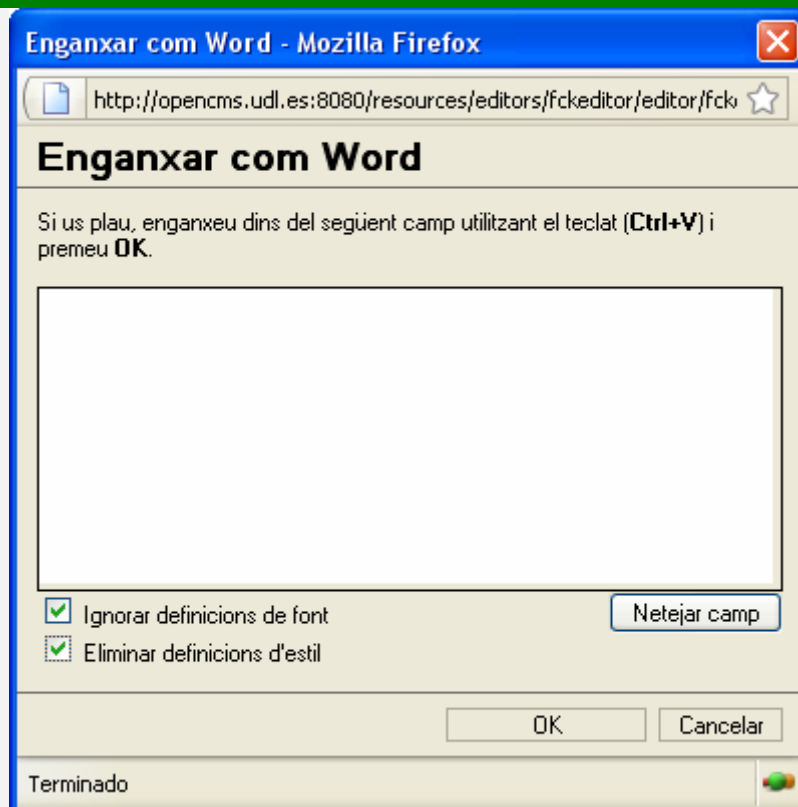 Enganxar com Word - Mozilla Firefox
http://opencms.udl.es:8080/resources/editors/fckeditor/editor/fck
Enganxar com Word
Si us plau, enganxeu dins del següent camp utilitzant el teclat (Ctrl+V) i
premeu OK.
Ignorar definicions de font
Netejar camp
Eliminar definicions d'estil
OK
Cancelar
Terminado